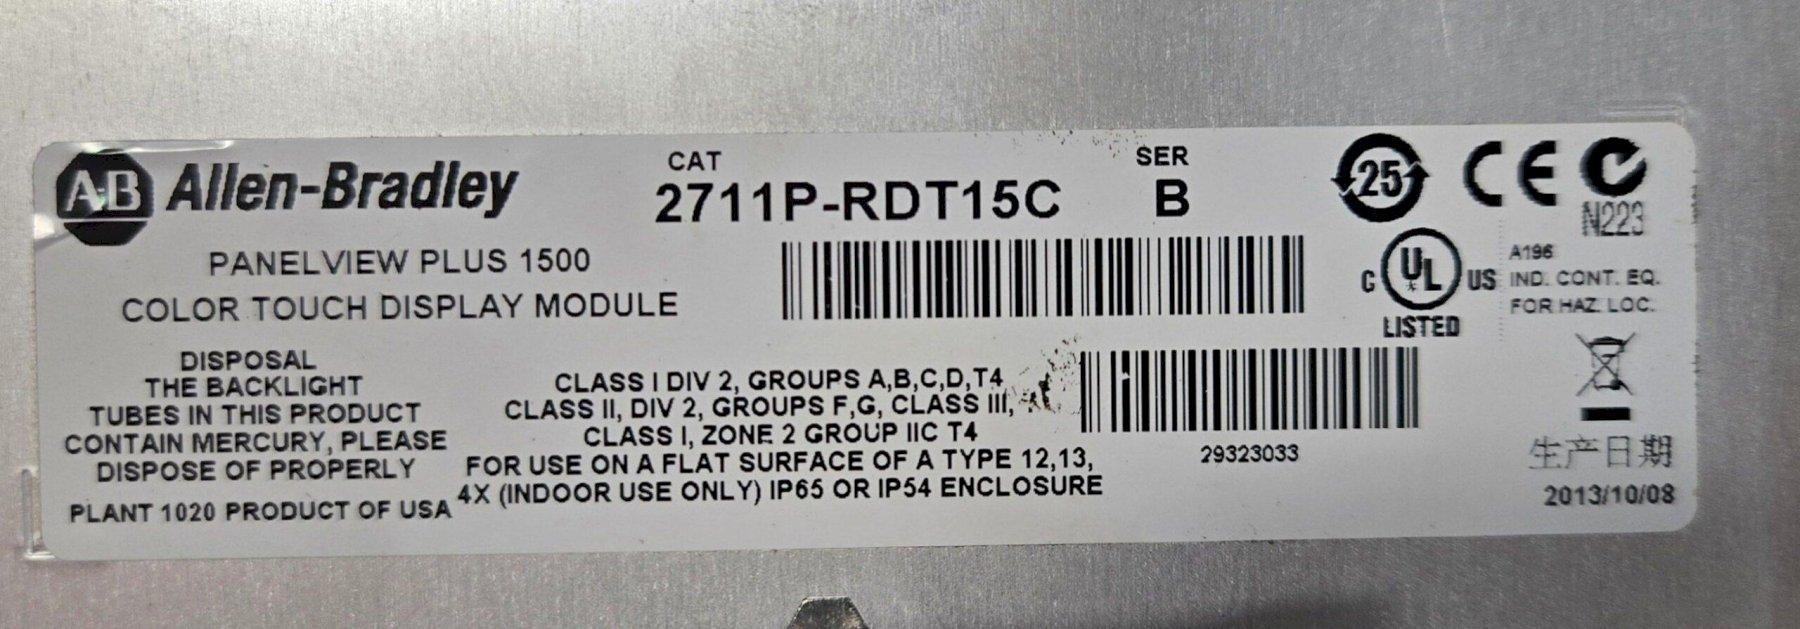 A-B Allen-Bradley
CAT
2711P-RDT15C
SER
B
25
CE
N223
PANELVIEW PLUS 1500
COLOR TOUCH DISPLAY MODULE
C UL US
LISTED
A196
IND. CONT. EQ.
FOR HAZ. LOC.
DISPOSAL
THE BACKLIGHT
TUBES IN THIS PRODUCT
CONTAIN MERCURY, PLEASE
DISPOSE OF PROPERLY
PLANT 1020 PRODUCT OF USA
CLASS I DIV 2, GROUPS A,B,C,D,T4
CLASS II, DIV 2, GROUPS F,G, CLASS III,
CLASS I, ZONE 2 GROUP IIC T4
FOR USE ON A FLAT SURFACE OF A TYPE 12,13,
4X (INDOOR USE ONLY) IP65 OR IP54 ENCLOSURE
29323033
生产日期
2013/10/08